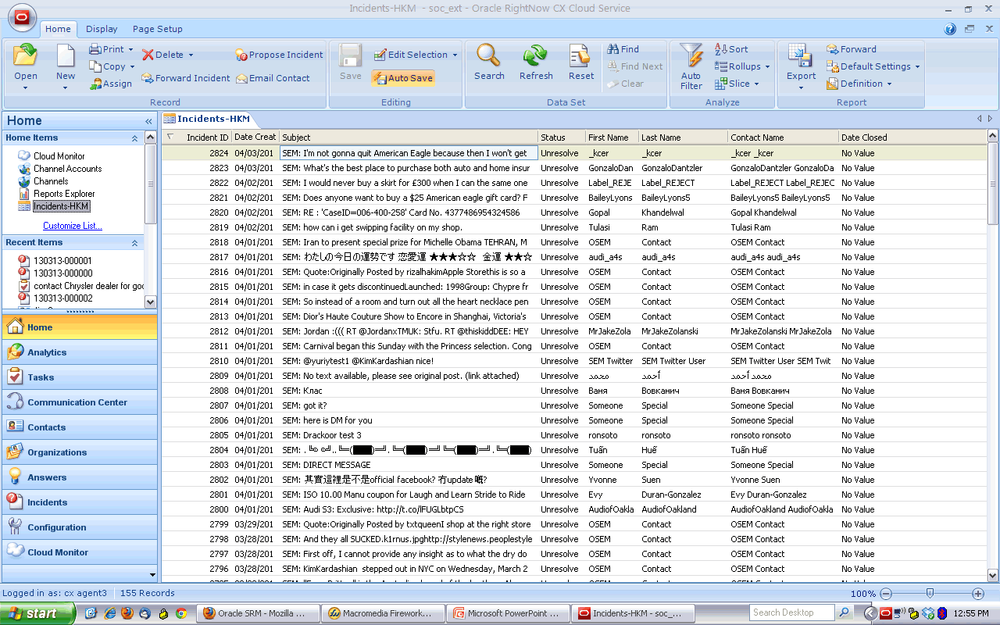 Incidents-HKM - soc_ext - Oracle RightNow CX Cloud Service
Home Display Page Setup
Open New Print Copy Assign Delete Forward Incident Propose Incident Email Contact
Record
Save Edit Selection Auto Save
Editing
Search Refresh Reset Find Find Next Clear
Data Set
Auto Filter Sort Rollups Slice
Analyze
Export Forward Default Settings Definition
Report
Home
Home Items
Cloud Monitor
Channel Accounts
Channels
Reports Explorer
Incidents-HKM
Customize List...
Recent Items
130313-000001
130313-000000
contact Chrysler dealer for goo
130313-000002
Home
Analytics
Tasks
Communication Center
Contacts
Organizations
Answers
Incidents
Configuration
Cloud Monitor
Incidents-HKM
Incident ID Date Creat Subject Status First Name Last Name Contact Name Date Closed
2824 04/03/201 SEM: I'm not gonna quit American Eagle because then I won't get Unresolve _kcer _kcer _kcer _kcer No Value
2823 04/03/201 SEM: What's the best place to purchase both auto and home insur Unresolve GonzaloDan GonzaloDantzler GonzaloDantzler GonzaloDa No Value
2822 04/02/201 SEM: I would never buy a skirt for £300 when I can the same one Unresolve Label_REJE Label_REJECT Label_REJECT Label_REJEC No Value
2821 04/02/201 SEM: Does anyone want to buy a $25 American eagle gift card? F Unresolve BaileyLyons BaileyLyons5 BaileyLyons5 BaileyLyons5 No Value
2820 04/02/201 SEM: RE : 'CaseID=006-400-258' Card No. 4377486954324586 Unresolve Gopal Khandelwal Gopal Khandelwal No Value
2819 04/02/201 SEM: how can i get swipping facility on my shop. Unresolve Tulasi Ram Tulasi Ram No Value
2818 04/01/201 SEM: Iran to present special prize for Michelle Obama TEHRAN, M Unresolve OSEM Contact OSEM Contact No Value
2817 04/01/201 SEM: わたしの今日の運勢です 恋愛運 ★★★☆☆ 金運 ★★☆ Unresolve audi_a4s audi_a4s audi_a4s audi_a4s No Value
2816 04/01/201 SEM: Quote:Originally Posted by rizalhakimApple Storethis is so a Unresolve OSEM Contact OSEM Contact No Value
2815 04/01/201 SEM: in case it gets discontinuedLaunched: 1998Group: Chypre fr Unresolve OSEM Contact OSEM Contact No Value
2814 04/01/201 SEM: So instead of a room and turn out all the heart necklace pen Unresolve OSEM Contact OSEM Contact No Value
2813 04/01/201 SEM: Dior's Haute Couture Show to Encore in Shanghai, Victoria's Unresolve OSEM Contact OSEM Contact No Value
2812 04/01/201 SEM: Jordan :((( RT @JordanxTMUK: Stfu. RT @thiskiddDEE: HEY Unresolve MrJakeZola MrJakeZolanski MrJakeZolanski MrJakeZola No Value
2811 04/01/201 SEM: Carnival began this Sunday with the Princess selection. Cong Unresolve OSEM Contact OSEM Contact No Value
2810 04/01/201 SEM: @yuriytest1 @KimKardashian nice! Unresolve SEM Twitter SEM Twitter User SEM Twitter User SEM Twit No Value
2809 04/01/201 SEM: No text available, please see original post. (link attached) Unresolve محمد أحمد محمد أحمد No Value
2808 04/01/201 SEM: Клас Unresolve Ваня Вовканич Ваня Вовканич No Value
2807 04/01/201 SEM: got it? Unresolve Someone Special Someone Special No Value
2806 04/01/201 SEM: here is DM for you Unresolve Someone Special Someone Special No Value
2805 04/01/201 SEM: Drackoor test 3 Unresolve ronsoto ronsoto ronsoto ronsoto No Value
2804 04/01/201 SEM: Unresolve Tuấn Huế Tuấn Huế No Value
2803 04/01/201 SEM: DIRECT MESSAGE Unresolve Someone Special Someone Special No Value
2802 04/01/201 SEM: 其實這裡是不是official facebook? 冇update 嘅? Unresolve Yvonne Suen Yvonne Suen No Value
2801 04/01/201 SEM: ISO 10.00 Manu coupon for Laugh and Learn Stride to Ride Unresolve Evy Duran-Gonzalez Evy Duran-Gonzalez No Value
2800 04/01/201 SEM: Audi S3: Exclusive: http://t.co/lFUGLbtpCS Unresolve AudiofOakla AudiofOakland AudiofOakland AudiofOakla No Value
2799 03/29/201 SEM: Quote:Originally Posted by txtqueenI shop at the right store Unresolve OSEM Contact OSEM Contact No Value
2798 03/28/201 SEM: And they all SUCKED.k1rnus.jpghttp://stylenews.peoplestyle Unresolve OSEM Contact OSEM Contact No Value
2797 03/28/201 SEM: First off, I cannot provide any insight as to what the dry do Unresolve OSEM Contact OSEM Contact No Value
2796 03/28/201 SEM: KimKardashian stepped out in NYC on Wednesday, March 2 Unresolve OSEM Contact OSEM Contact No Value
Logged in as: cx agent3 155 Records 100%
start Oracle SRM - Mozilla ... Macromedia Firework... Microsoft PowerPoint ... Incidents-HKM - soc_... Search Desktop 12:55 PM